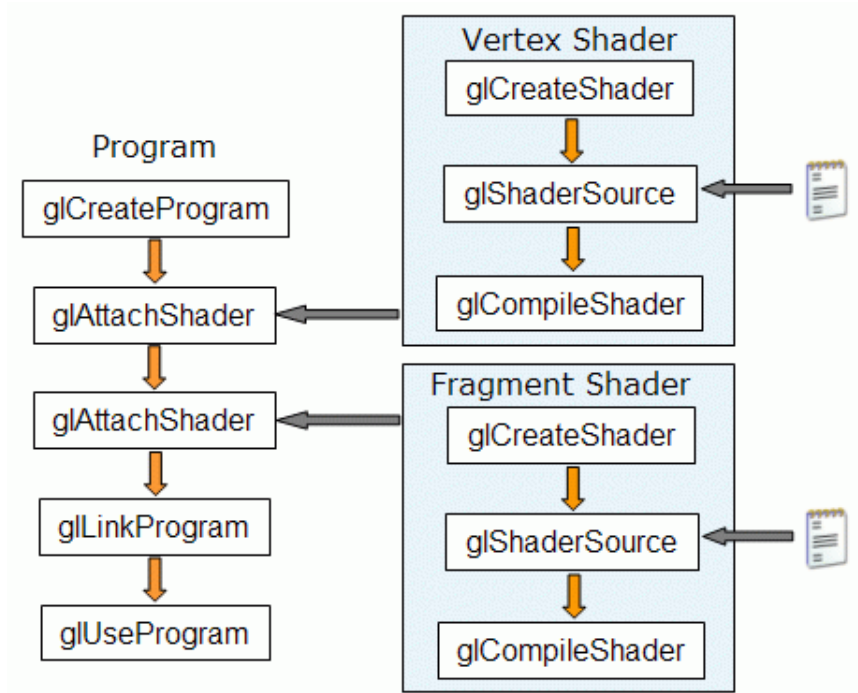 Program
glCreateProgram
glAttachShader
glAttachShader
glLinkProgram
glUseProgram
Vertex Shader
glCreateShader
glShaderSource
glCompileShader
Fragment Shader
glCreateShader
glShaderSource
glCompileShader